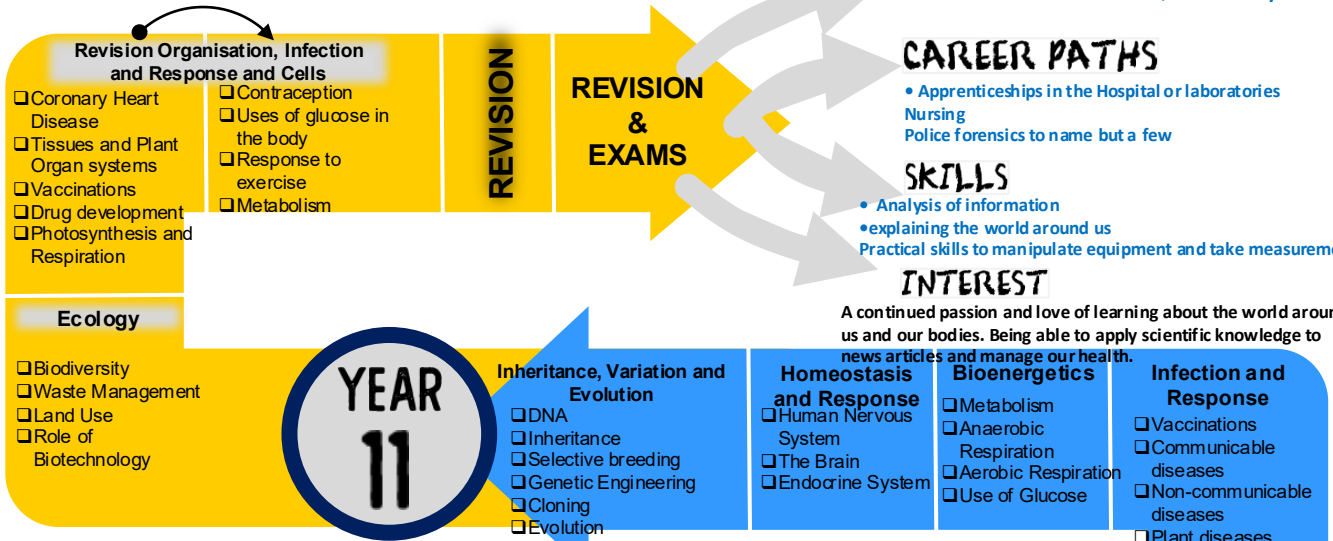 Revision Organisation, Infection
and Response and Cells
❑Coronary Heart
Disease
❑Tissues and Plant
Organ systems
❑Vaccinations
❑Drug development
❑Photosynthesis and
Respiration
❑Contraception
❑Uses of glucose in
the body
❑Response to
exercise
❑Metabolism
REVISION
REVISION
&
EXAMS
CAREER PATHS
• Apprenticeships in the Hospital or laboratories
Nursing
Police forensics to name but a few
SKILLS
• Analysis of information
•explaining the world around us
Practical skills to manipulate equipment and take measureme
INTEREST
A continued passion and love of learning about the world aroun
us and our bodies. Being able to apply scientific knowledge to
news articles and manage our health.
Ecology
❑Biodiversity
❑Waste Management
❑Land Use
❑Role of
Biotechnology
YEAR
11
Inheritance, Variation and
Evolution
❑DNA
❑Inheritance
❑Selective breeding
❑Genetic Engineering
❑Cloning
❑Evolution
Homeostasis
and Response
❑Human Nervous
System
❑The Brain
❑Endocrine System
Bioenergetics
❑Metabolism
❑Anaerobic
Respiration
❑Aerobic Respiration
❑Use of Glucose
Infection and
Response
❑Vaccinations
❑Communicable
diseases
❑Non-communicable
diseases
❑Plant diseases